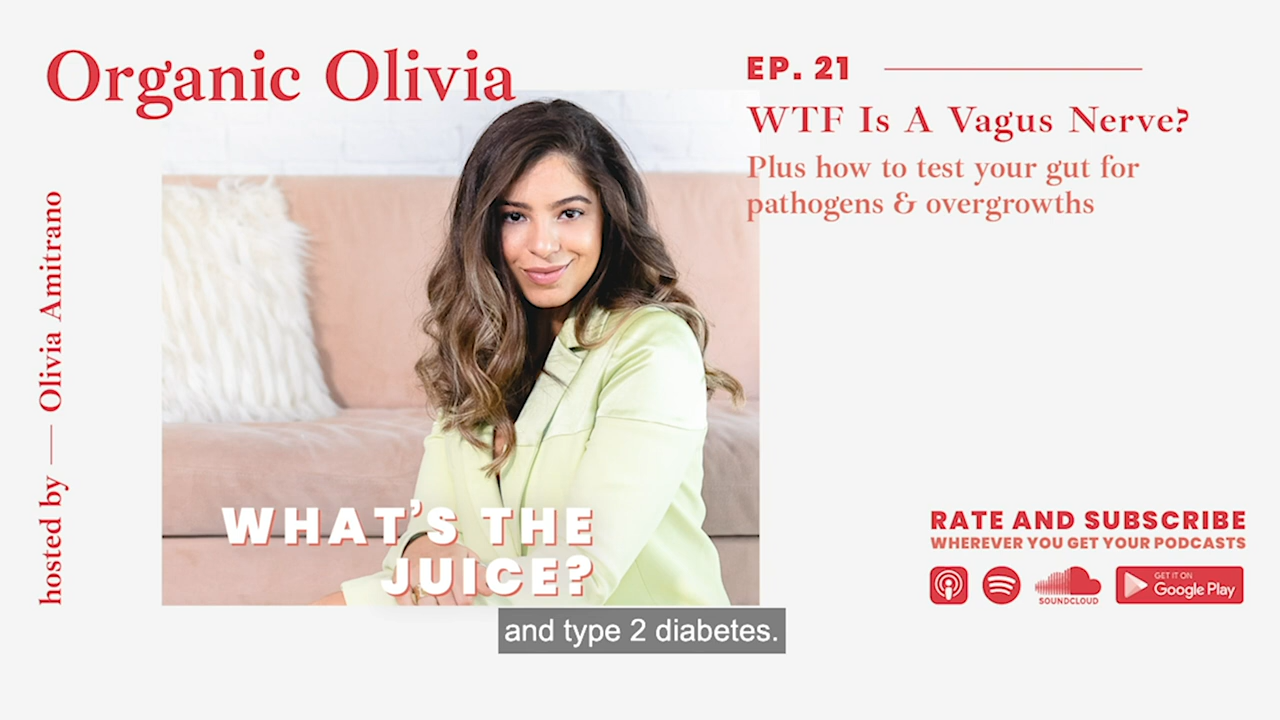 Organic Olivia
hosted by — Olivia Amitrano
WHAT'S THE
JUICE?
EP. 21
WTF Is A Vagus Nerve?
Plus how to test your gut for
pathogens & overgrowths
RATE AND SUBSCRIBE
WHEREVER YOU GET YOUR PODCASTS
SOUNDCLOUD
GET IT ON
Google Play
and type 2 diabetes.